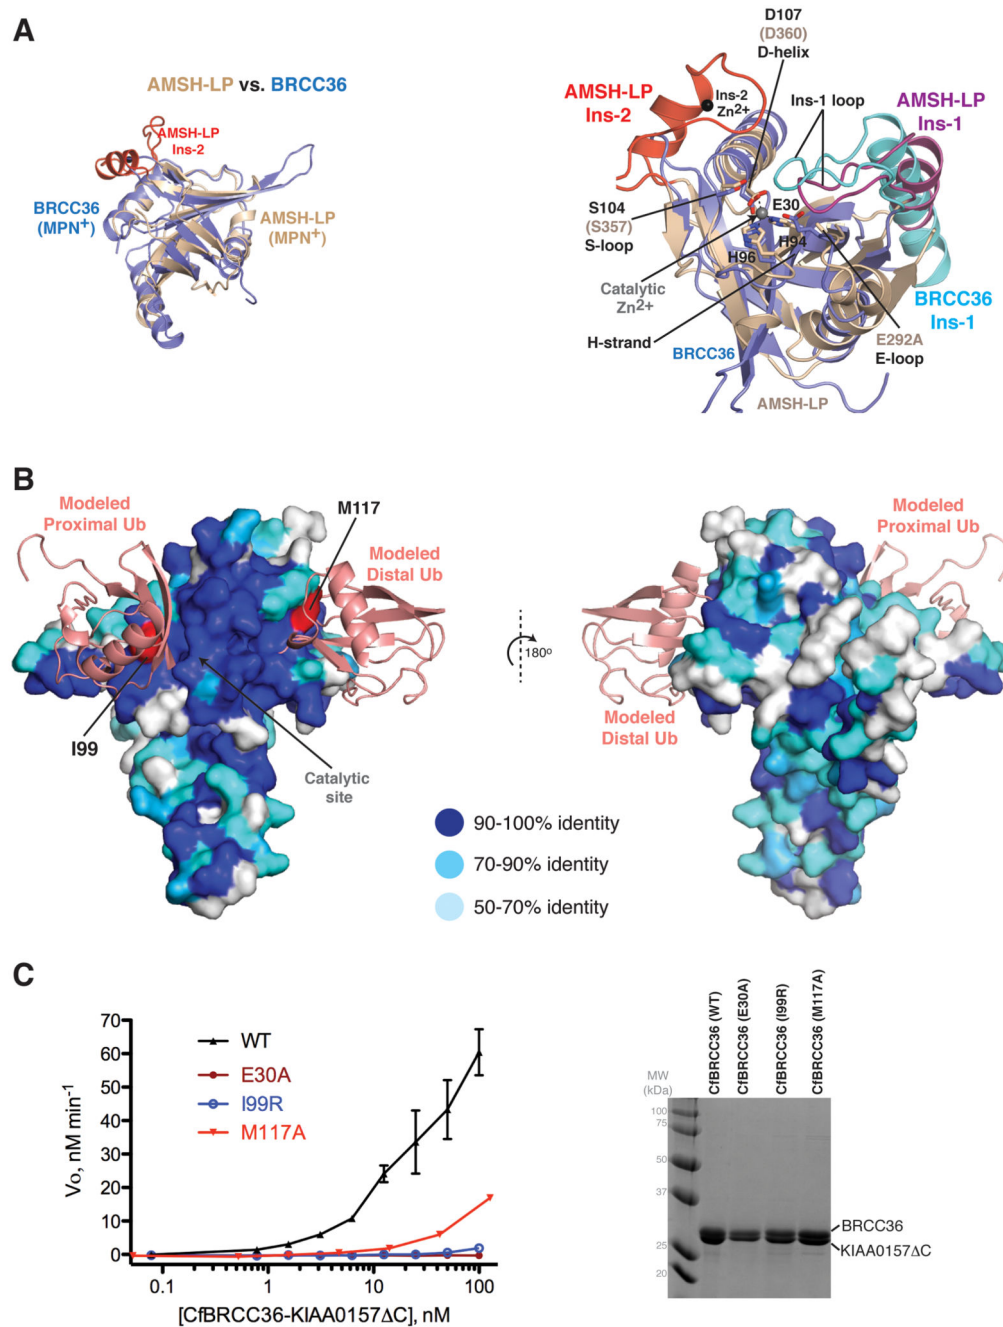 A
AMSH-LP vs. BRCC36
AMSH-LP
Ins-2
BRCC36
(MPN+)
AMSH-LP
(MPN+)
D107
(D360)
D-helix
AMSH-LP
Ins-2
Ins-2
Zn2+
Ins-1 loop
AMSH-LP
Ins-1
S104
(S357)
S-loop
E30
H94
H96
Catalytic
Zn2+
H-strand
BRCC36
BRCC36
Ins-1
E292A
E-loop
AMSH-LP
B
Modeled
Proximal Ub
M117
Modeled
Distal Ub
I99
Catalytic
site
180o
Modeled
Proximal Ub
Modeled
Distal Ub
90-100% identity
70-90% identity
50-70% identity
C
70
60
50
40
30
20
10
0
Vo, nM min-1
WT
E30A
I99R
M117A
0.1
1
10
100
[CfBRCC36-KIAA0157ΔC], nM
CfBRCC36 (WT)
CfBRCC36 (E30A)
CfBRCC36 (I99R)
CfBRCC36 (M117A)
MW
(kDa)
100
75
50
37
25
20
BRCC36
KIAA0157ΔC